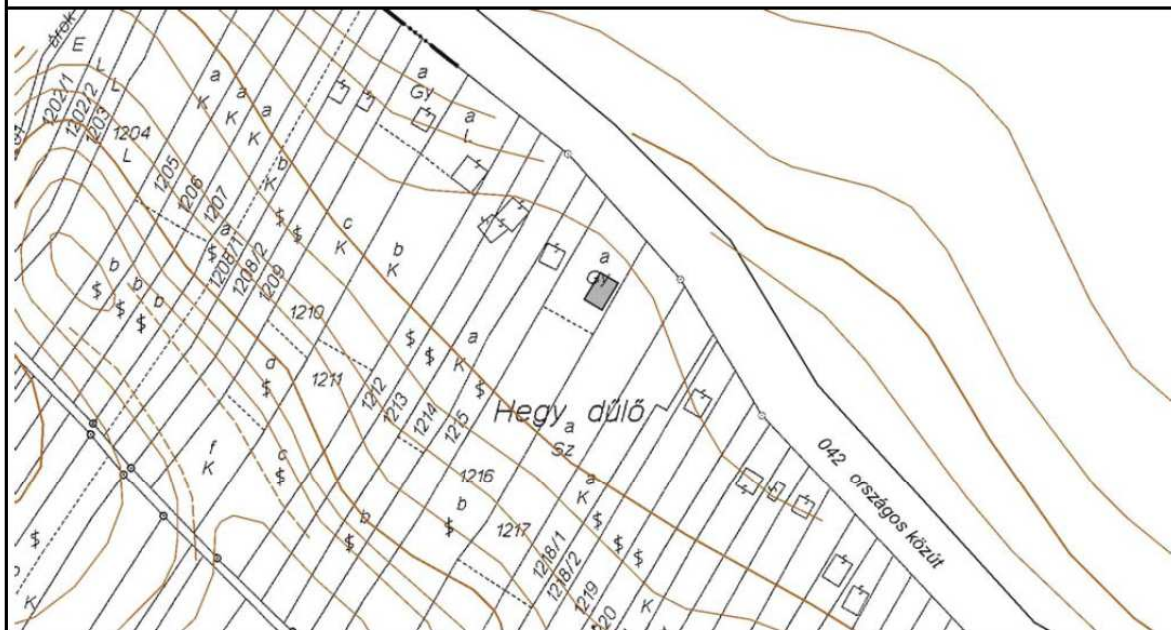 árok
E
L
L
1202/1
1202/2
1203
1204
L
a
K
a
K
a
K
a
Gy
a
L
1205
1206
1207
b
K
a
1208/1
1208/2
1209
c
K
b
K
a
Gy
b
b
b
1210
1211
d
1212
1213
1214
1215
a
K
Hegy dűlő
a
Sz
f
K
c
b
b
1216
1217
a
K
1218/1
1218/2
1219
K
K
042 országos közút